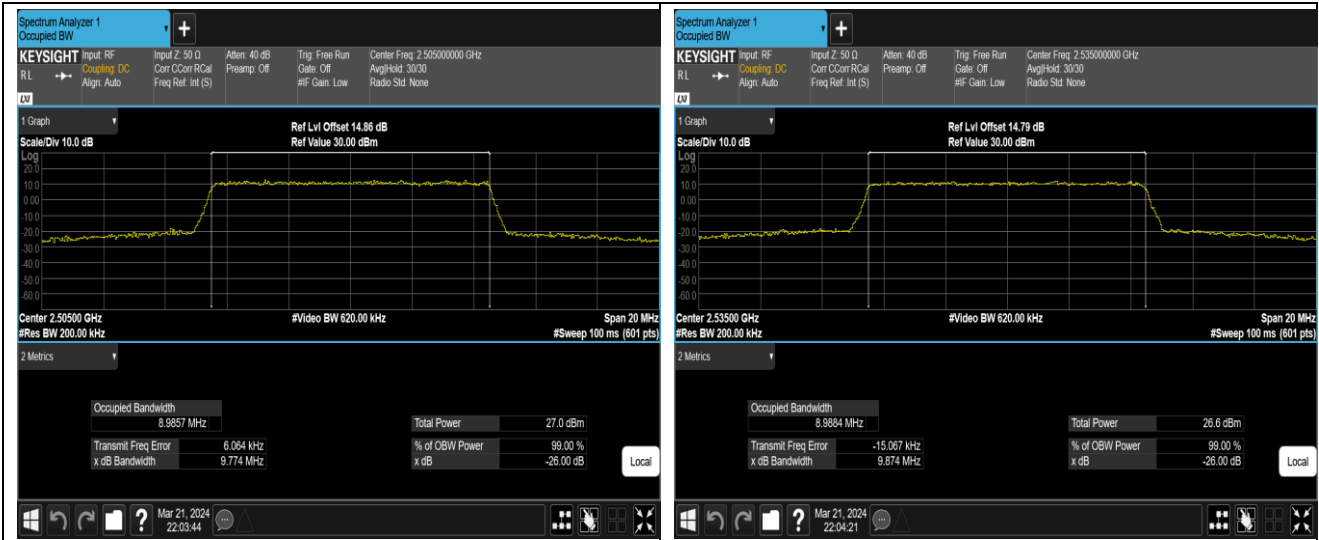 Spectrum Analyzer 1
Occupied BW
+
KEYSIGHT
RL
LXI
Input: RF
Coupling: DC
Align: Auto
Input Z: 50 Ω
Corr CCorr RCal
Freq Ref: Int (S)
Atten: 40 dB
Preamp: Off
Trig: Free Run
Gate: Off
#IF Gain: Low
Center Freq: 2.505000000 GHz
Avg|Hold: 30/30
Radio Std: None
1 Graph
Scale/Div 10.0 dB
Ref Lvl Offset 14.86 dB
Ref Value 30.00 dBm
Log
20.0
10.0
0.00
-10.0
-20.0
-30.0
-40.0
-50.0
-60.0
Center 2.50500 GHz
#Res BW 200.00 kHz
#Video BW 620.00 kHz
Span 20 MHz
#Sweep 100 ms (601 pts)
2 Metrics
Occupied Bandwidth
8.9857 MHz
Total Power 27.0 dBm
Transmit Freq Error 6.064 kHz
% of OBW Power 99.00 %
x dB Bandwidth 9.774 MHz
x dB -26.00 dB
Local
?
Mar 21, 2024
22:03:44
Spectrum Analyzer 1
Occupied BW
+
KEYSIGHT
RL
LXI
Input: RF
Coupling: DC
Align: Auto
Input Z: 50 Ω
Corr CCorr RCal
Freq Ref: Int (S)
Atten: 40 dB
Preamp: Off
Trig: Free Run
Gate: Off
#IF Gain: Low
Center Freq: 2.535000000 GHz
Avg|Hold: 30/30
Radio Std: None
1 Graph
Scale/Div 10.0 dB
Ref Lvl Offset 14.79 dB
Ref Value 30.00 dBm
Log
20.0
10.0
0.00
-10.0
-20.0
-30.0
-40.0
-50.0
-60.0
Center 2.53500 GHz
#Res BW 200.00 kHz
#Video BW 620.00 kHz
Span 20 MHz
#Sweep 100 ms (601 pts)
2 Metrics
Occupied Bandwidth
8.9884 MHz
Total Power 26.6 dBm
Transmit Freq Error -15.067 kHz
% of OBW Power 99.00 %
x dB Bandwidth 9.874 MHz
x dB -26.00 dB
Local
?
Mar 21, 2024
22:04:21